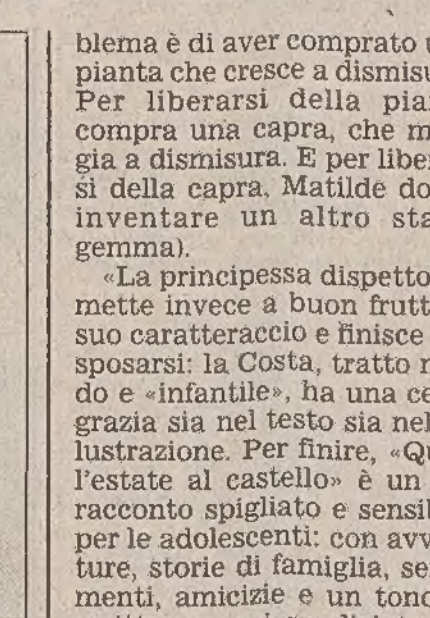 blema è di aver comprato
pianta che cresce a dismisu
Per liberarsi della pia
compra una capra, che m
gia a dismisura. E per liber
si della capra, Matilde do
inventare un altro sta
gemma).
«La principessa dispetto
mette invece a buon frutt
suo caratteraccio e finisce
sposarsi: la Costa, tratto
do e «infantile», ha una ce
grazia sia nel testo sia nel
lustrazione. Per finire, «Qu
l'estate al castello» è un
racconto spigliato e sensib
per le adolescenti: con avv
ture, storie di famiglia, se
menti, amicizie e un tono